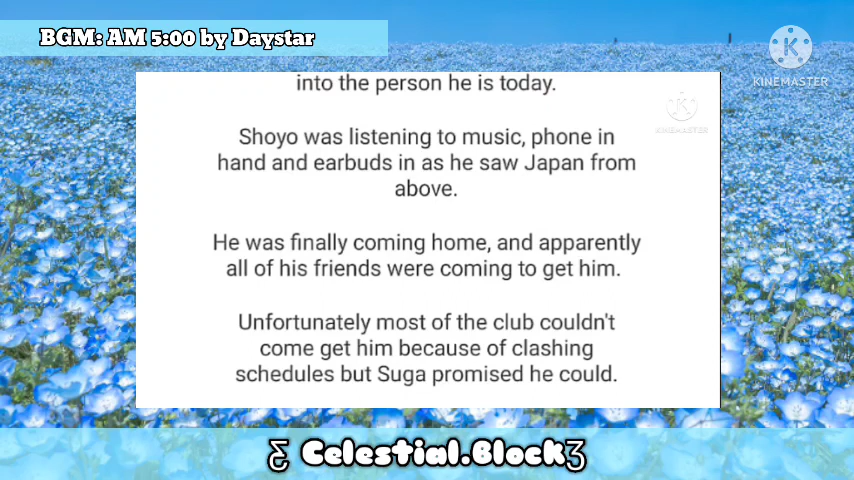 BGM: AM 5:00 by Daystar
KINEMASTER
into the person he is today.
KINEMASTER
Shoyo was listening to music, phone in
hand and earbuds in as he saw Japan from
above.
He was finally coming home, and apparently
all of his friends were coming to get him.
Unfortunately most of the club couldn't
come get him because of clashing
schedules but Suga promised he could.
Ƹ Celestial.BlockƷ